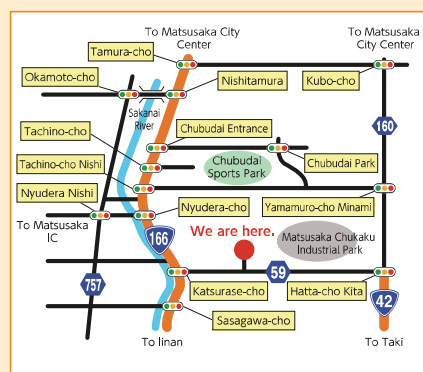 To Matsusaka City
Center
To Matsusaka
City Center
Tamura-cho
Okamoto-cho
Nishitamura
Kubo-cho
Sakanai
River
160
Tachino-cho
Chubudai Entrance
Tachino-cho Nishi
Chubudai
Sports Park
Chubudai Park
Nyudera Nishi
Nyudera-cho
Yamamuro-cho Minami
To Matsusaka
IC
166
We are here.
Matsusaka Chukaku
Industrial Park
59
757
Katsurase-cho
Hatta-cho Kita
42
Sasagawa-cho
To Iinan
To Taki